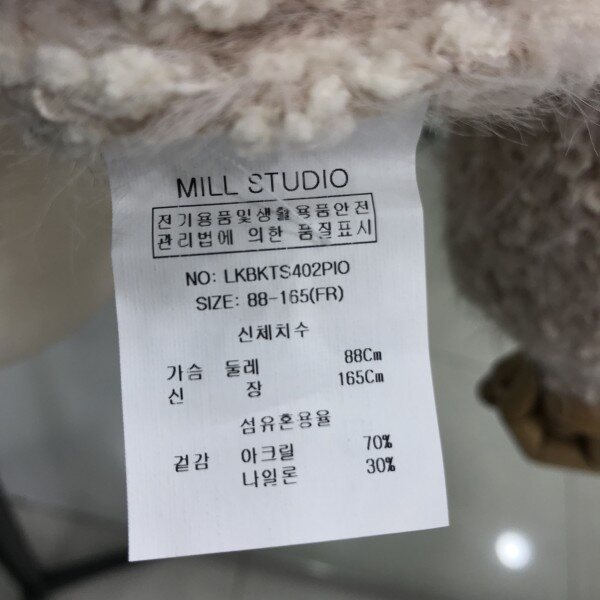 MILL STUDIO
전기용품및생활용품안전
관리법에 의한 품질표시
NO: LKBKTS402PIO
SIZE: 88-165(FR)
신체치수
가슴 둘레 88Cm
신 장 165Cm
섬유혼용율
겉감 아크릴 70%
나일론 30%